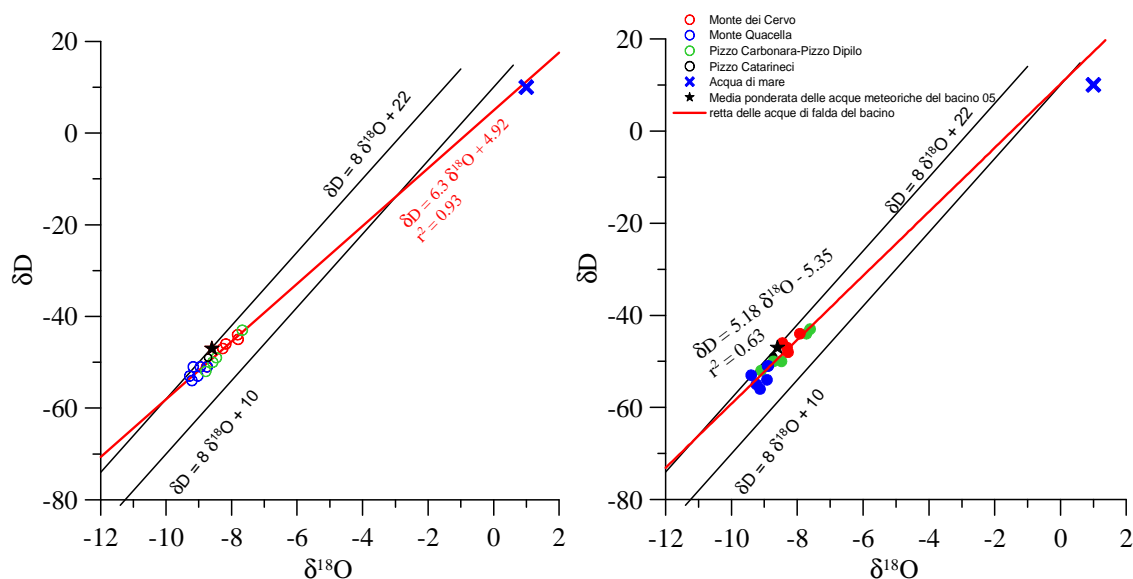 20
0
-20
-40
-60
-80
δD
-12 -10 -8 -6 -4 -2 0 2
δ¹⁸O
δD = 8 δ¹⁸O + 22
δD = 6.3 δ¹⁸O + 4.92
r² = 0.93
δD = 8 δ¹⁸O + 10
Monte dei Cervo
Monte Quacella
Pizzo Carbonara-Pizzo Dipilo
Pizzo Catarineci
Acqua di mare
Media ponderata delle acque meteoriche del bacino 05
retta delle acque di falda del bacino
20
0
-20
-40
-60
-80
δD
-12 -10 -8 -6 -4 -2 0 2
δ¹⁸O
δD = 8 δ¹⁸O + 22
δD = 5.18 δ¹⁸O - 5.35
r² = 0.63
δD = 8 δ¹⁸O + 10